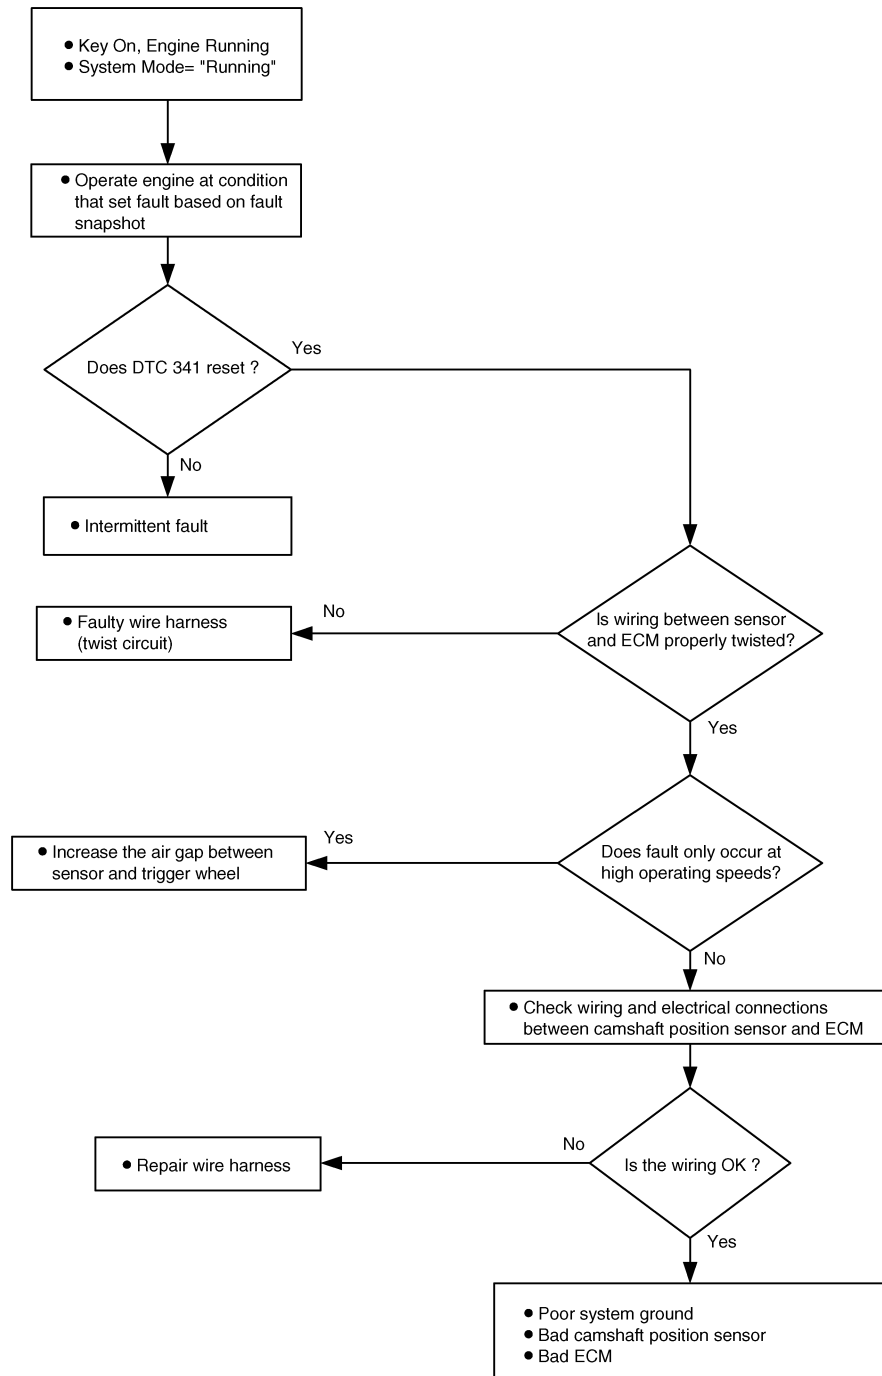 ● Key On, Engine Running
● System Mode= "Running"
● Operate engine at condition
that set fault based on fault
snapshot
Does DTC 341 reset ?
Yes
No
● Intermittent fault
Is wiring between sensor
and ECM properly twisted?
No
● Faulty wire harness
(twist circuit)
Yes
Does fault only occur at
high operating speeds?
Yes
● Increase the air gap between
sensor and trigger wheel
No
● Check wiring and electrical connections
between camshaft position sensor and ECM
Is the wiring OK ?
No
● Repair wire harness
Yes
● Poor system ground
● Bad camshaft position sensor
● Bad ECM